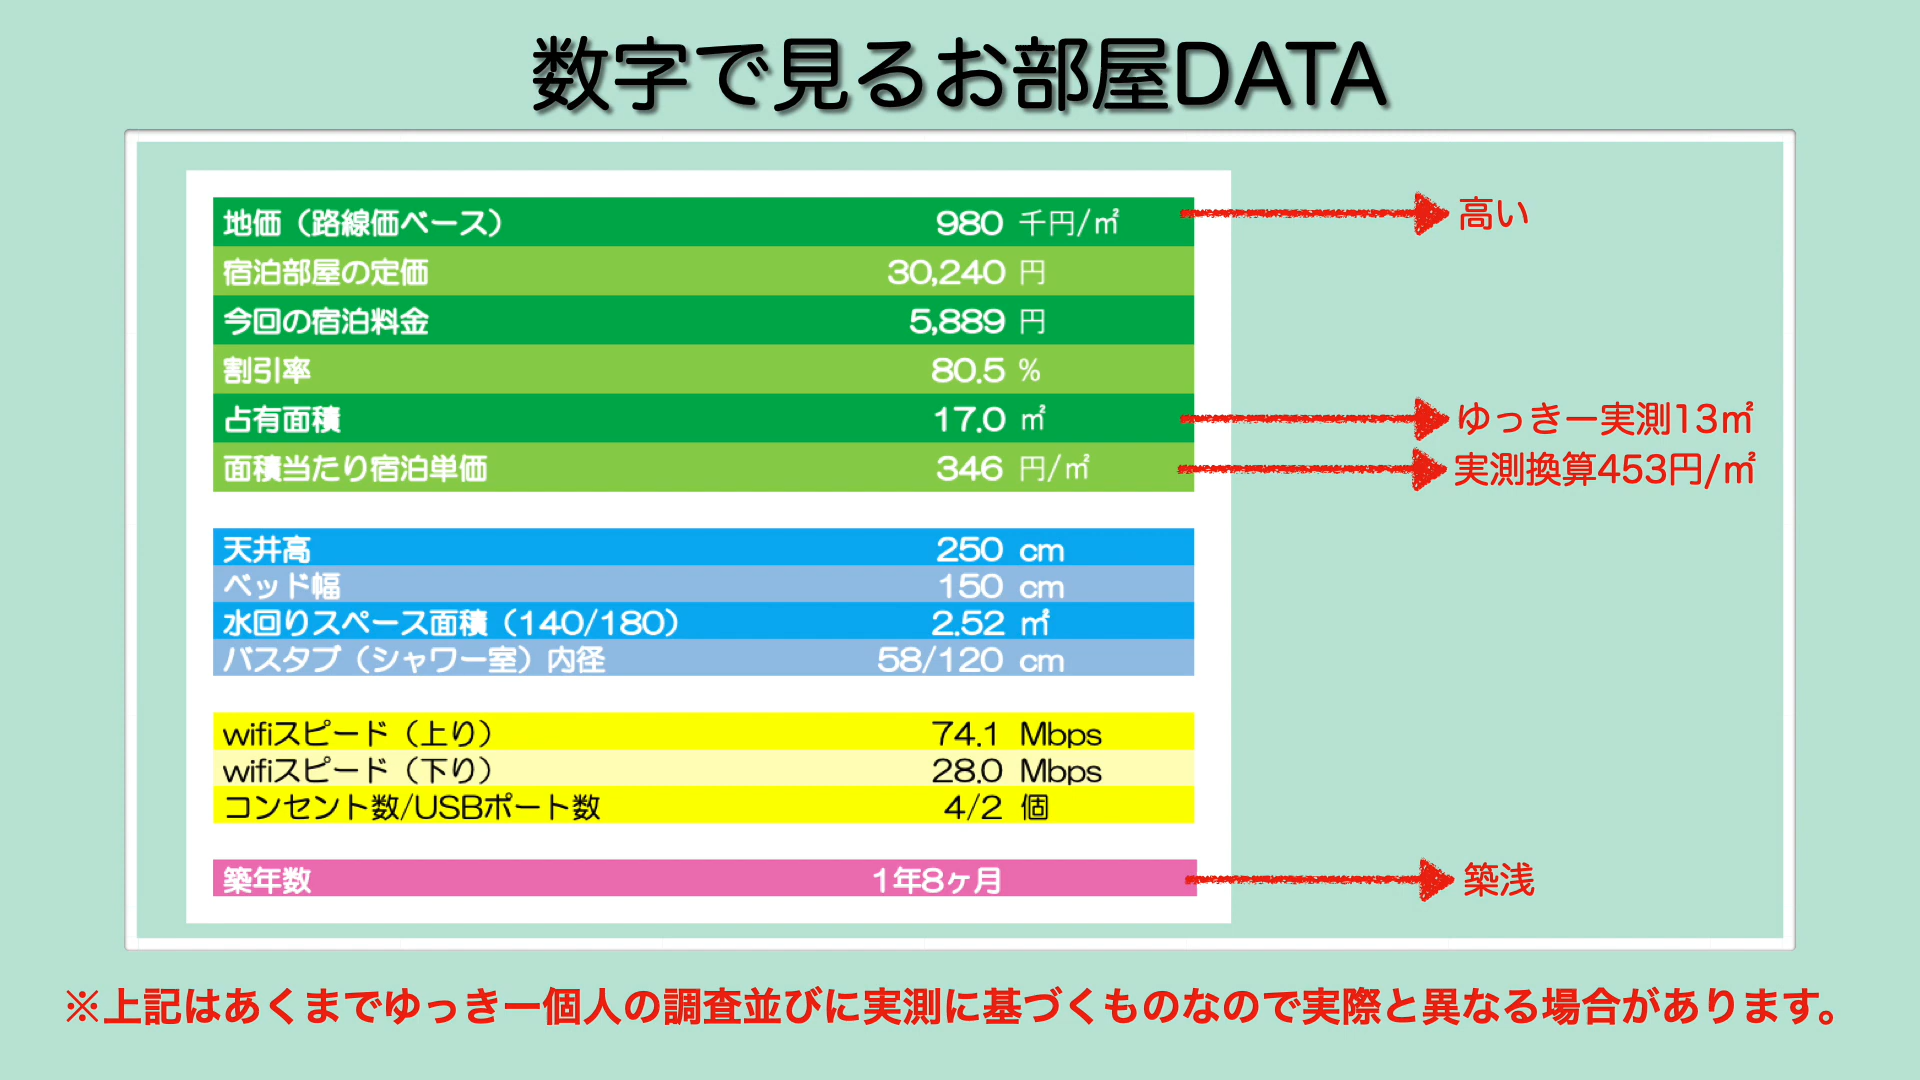 数字で見るお部屋DATA
地価（路線価ベース） 980 千円/㎡ 高い
宿泊部屋の定価 30,240 円
今回の宿泊料金 5,889 円
割引率 80.5 %
占有面積 17.0 ㎡ ゆっきー実測13㎡
面積当たり宿泊単価 346 円/㎡ 実測換算453円/㎡
天井高 250 cm
ベッド幅 150 cm
水回りスペース面積（140/180） 2.52 ㎡
バスタブ（シャワー室）内径 58/120 cm
wifiスピード（上り） 74.1 Mbps
wifiスピード（下り） 28.0 Mbps
コンセント数/USBポート数 4/2 個
築年数 1年8ヶ月 築浅
※上記はあくまでゆっきー個人の調査並びに実測に基づくものなので実際と異なる場合があります。